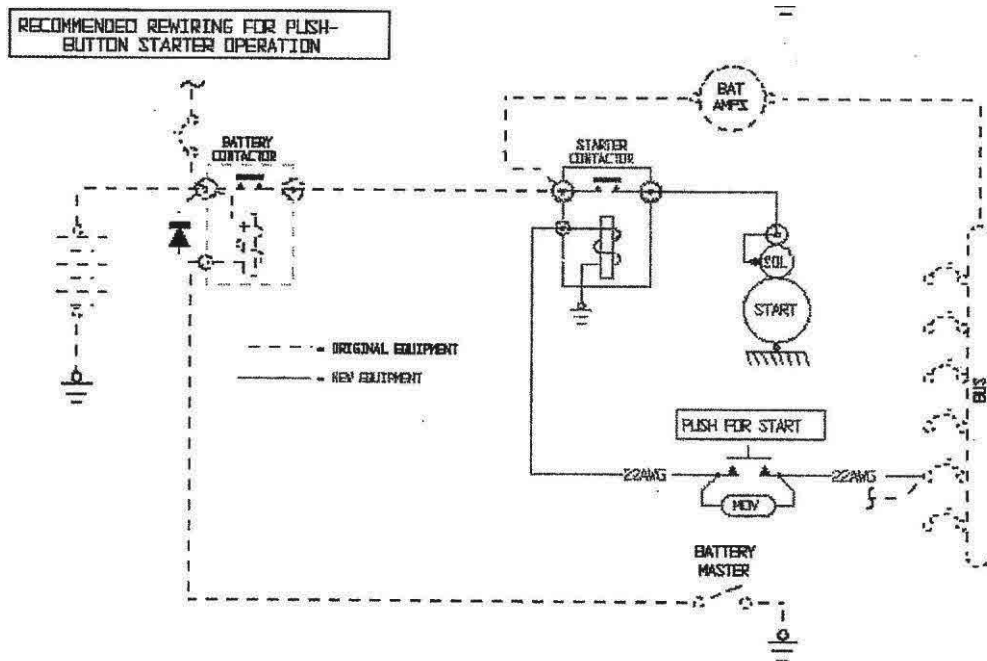 RECOMMENDED REWIRING FOR PUSH-
BUTTON STARTER OPERATION
BAT
AMPS
BATTERY
CONTACTOR
STARTER
CONTACTOR
+
SOL
START
- ORIGINAL EQUIPMENT
- NEW EQUIPMENT
BUS
PUSH FOR START
22AWG
22AWG
MOV
BATTERY
MASTER